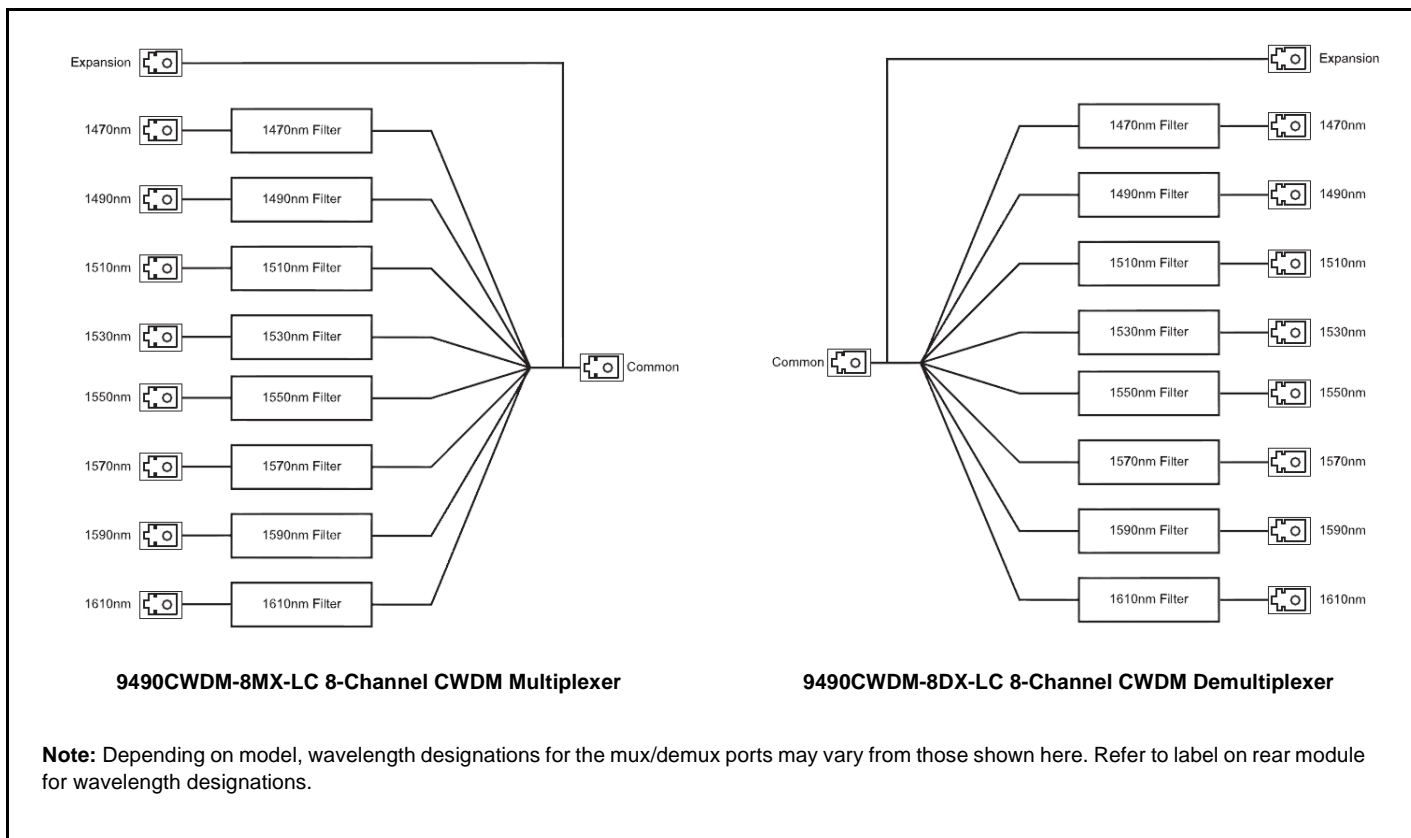 Expansion
1470nm
1470nm Filter
1490nm
1490nm Filter
1510nm
1510nm Filter
1530nm
1530nm Filter
Common
1550nm
1550nm Filter
1570nm
1570nm Filter
1590nm
1590nm Filter
1610nm
1610nm Filter
9490CWDM-8MX-LC 8-Channel CWDM Multiplexer
Expansion
1470nm Filter
1470nm
1490nm Filter
1490nm
1510nm Filter
1510nm
1530nm Filter
1530nm
Common
1550nm Filter
1550nm
1570nm Filter
1570nm
1590nm Filter
1590nm
1610nm Filter
1610nm
9490CWDM-8DX-LC 8-Channel CWDM Demultiplexer
Note: Depending on model, wavelength designations for the mux/demux ports may vary from those shown here. Refer to label on rear module
for wavelength designations.